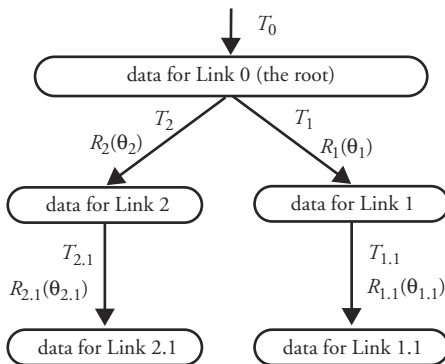 T₀
data for Link 0 (the root)
T₂ T₁
R₂(θ₂) R₁(θ₁)
data for Link 2 data for Link 1
T₂.₁ T₁.₁
R₂.₁(θ₂.₁) R₁.₁(θ₁.₁)
data for Link 2.1 data for Link 1.1